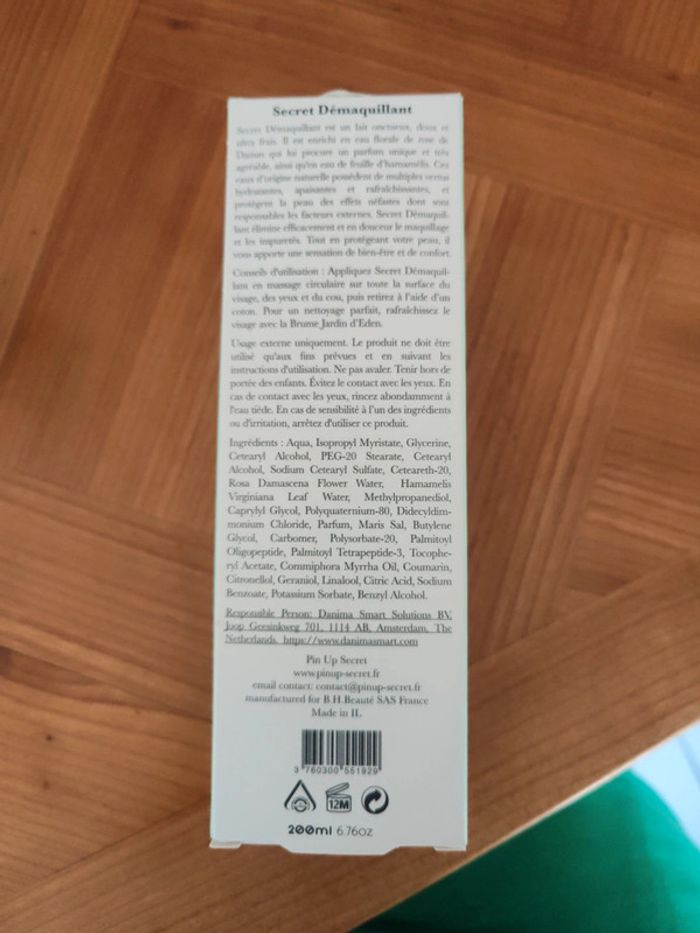 Secret Démaquillant
Secret Démaquillant est un lait onctueux, doux et
ultra frais. Il est enrichi en eau florale de rose de
Damas qui lui procure un parfum unique et très
agréable, ainsi qu'en eau de feuille d'hamamélis. Ces
eaux d'origine naturelle possèdent de multiples vertus
hydratantes, apaisantes et rafraîchissantes, et
protègent la peau des effets néfastes dont sont
responsables les facteurs externes. Secret Démaquil-
lant élimine efficacement et en douceur le maquillage
et les impuretés. Tout en protégeant votre peau, il
vous apporte une sensation de bien-être et de confort.
Conseils d'utilisation : Appliquez Secret Démaquil-
lant en massage circulaire sur toute la surface du
visage, des yeux et du cou, puis retirez à l'aide d'un
coton. Pour un nettoyage parfait, rafraîchissez le
visage avec la Brume Jardin d'Eden.
Usage externe uniquement. Le produit ne doit être
utilisé qu'aux fins prévues et en suivant les
instructions d'utilisation. Ne pas avaler. Tenir hors de
portée des enfants. Évitez le contact avec les yeux. En
cas de contact avec les yeux, rincez abondamment à
l'eau tiède. En cas de sensibilité à l'un des ingrédients
ou d'irritation, arrêtez d'utiliser ce produit.
Ingrédients : Aqua, Isopropyl Myristate, Glycerine,
Cetearyl Alcohol, PEG-20 Stearate, Cetearyl
Alcohol, Sodium Cetearyl Sulfate, Ceteareth-20,
Rosa Damascena Flower Water, Hamamelis
Virginiana Leaf Water, Methylpropanediol,
Caprylyl Glycol, Polyquaternium-80, Didecyldim-
monium Chloride, Parfum, Maris Sal, Butylene
Glycol, Carbomer, Polysorbate-20, Palmitoyl
Oligopeptide, Palmitoyl Tetrapeptide-3, Tocophe-
ryl Acetate, Commiphora Myrrha Oil, Coumarin,
Citronellol, Geraniol, Linalool, Citric Acid, Sodium
Benzoate, Potassium Sorbate, Benzyl Alcohol.
Responsible Person: Danima Smart Solutions BV,
Joop Geesinkweg 701, 1114 AB, Amsterdam, The
Netherlands. https://www.danimasmart.com
Pin Up Secret
www.pinup-secret.fr
email contact: contact@pinup-secret.fr
manufactured for B.H.Beauté SAS France
Made in IL
3 760300 551929
12M
200ml 6.76oz